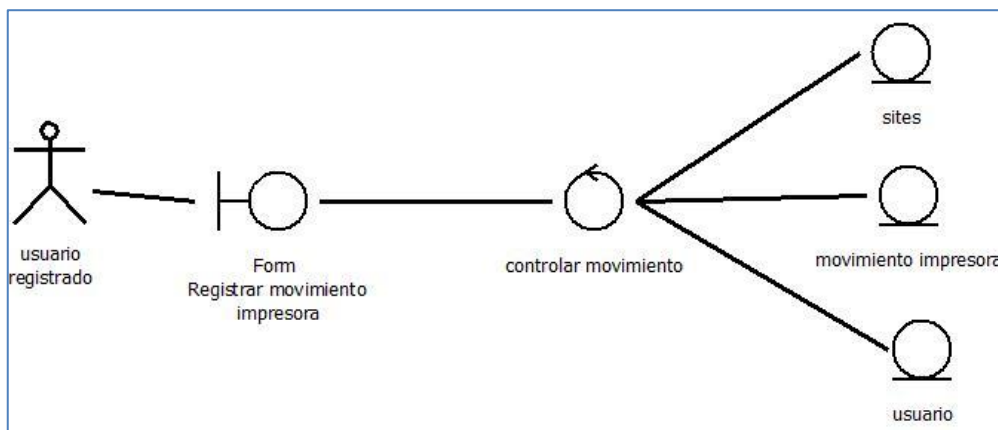 usuario
registrado
Form
Registrar movimiento
impresora
controlar movimiento
sites
movimiento impresora
usuario